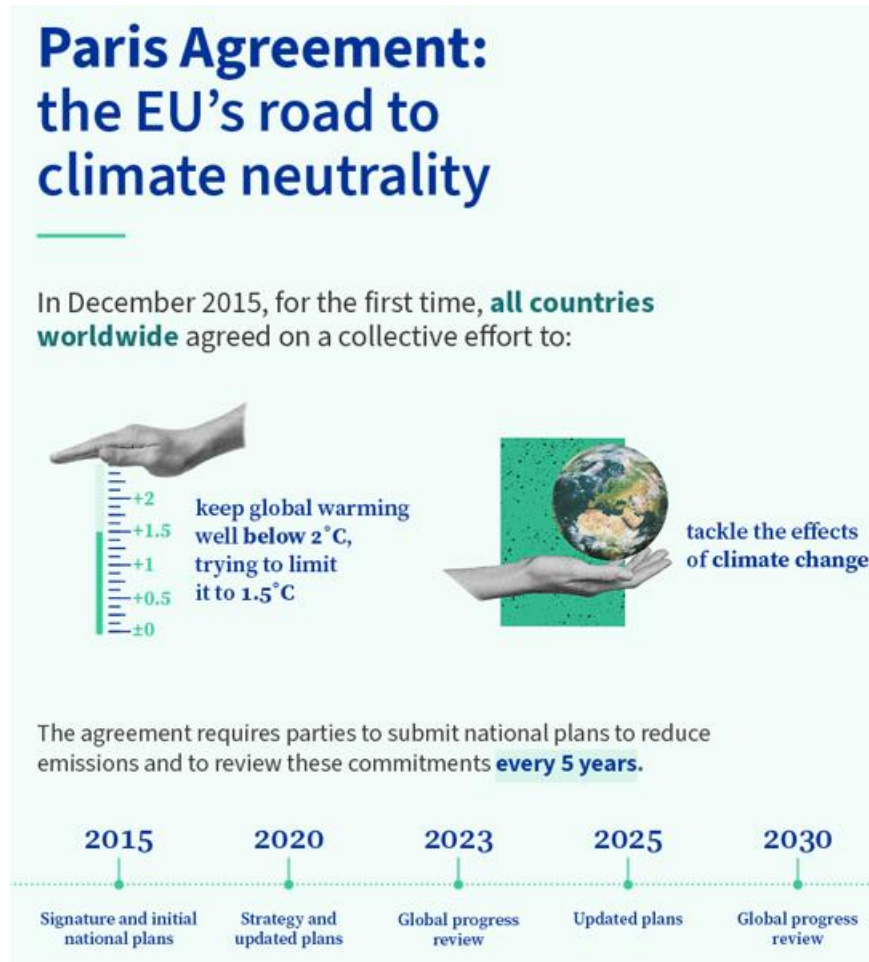 Paris Agreement:
the EU’s road to
climate neutrality
In December 2015, for the first time, all countries
worldwide agreed on a collective effort to:
+2
+1.5
+1
+0.5
±0
keep global warming
well below 2°C,
trying to limit
it to 1.5°C
tackle the effects
of climate change
The agreement requires parties to submit national plans to reduce
emissions and to review these commitments every 5 years.
2015
2020
2023
2025
2030
Signature and initial
national plans
Strategy and
updated plans
Global progress
review
Updated plans
Global progress
review